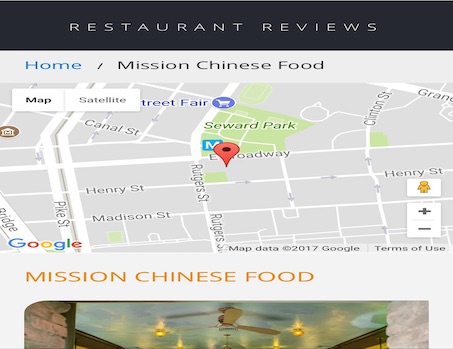 RESTAURANT REVIEWS
Home / Mission Chinese Food
Map Satellite
treet Fair
Clinton St
Grand
Canal St
Seward Park
M
E Broadway
Henry St
Henry St
Rutgers St
Pike St
Madison St
Rutgers S
Bridge
+
−
Google
Map data ©2017 Google
Terms of Use
MISSION CHINESE FOOD